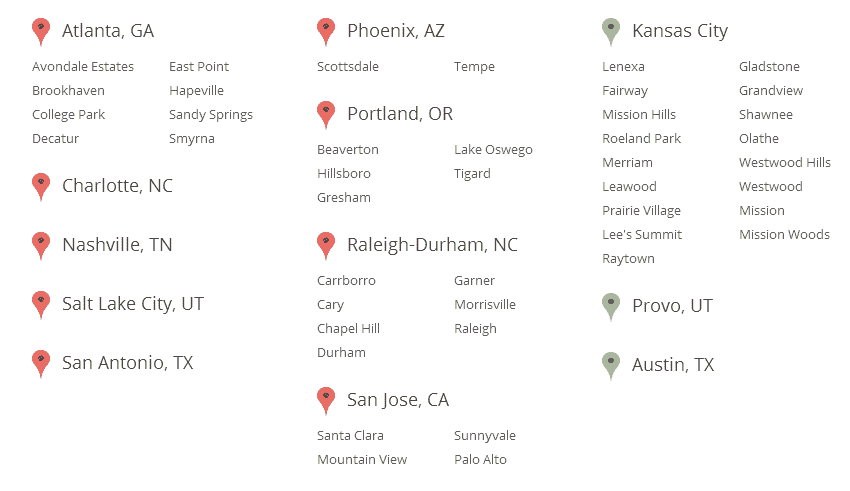 Atlanta, GA
Avondale Estates East Point
Brookhaven Hapeville
College Park Sandy Springs
Decatur Smyrna
Charlotte, NC
Nashville, TN
Salt Lake City, UT
San Antonio, TX
Phoenix, AZ
Scottsdale Tempe
Portland, OR
Beaverton Lake Oswego
Hillsboro Tigard
Gresham
Raleigh-Durham, NC
Carrborro Garner
Cary Morrisville
Chapel Hill Raleigh
Durham
San Jose, CA
Santa Clara Sunnyvale
Mountain View Palo Alto
Kansas City
Lenexa Gladstone
Fairway Grandview
Mission Hills Shawnee
Roeland Park Olathe
Merriam Westwood Hills
Leawood Westwood
Prairie Village Mission
Lee's Summit Mission Woods
Raytown
Provo, UT
Austin, TX